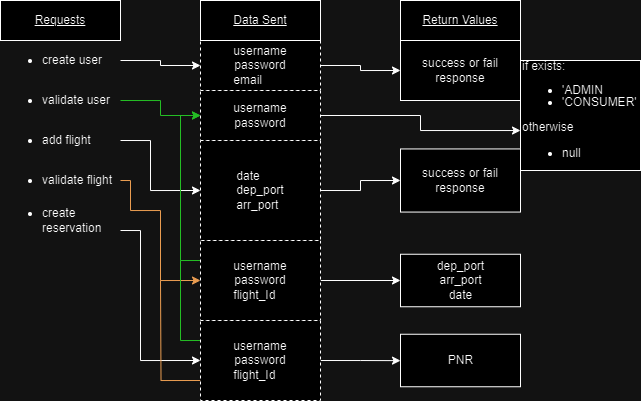 Requests
Data Sent
Return Values
create user
validate user
add flight
validate flight
create
reservation
username
password
email
username
password
date
dep_port
arr_port
username
password
flight_Id
username
password
flight_Id
success or fail
response
if exists:
'ADMIN
'CONSUMER'
otherwise
null
success or fail
response
dep_port
arr_port
date
PNR